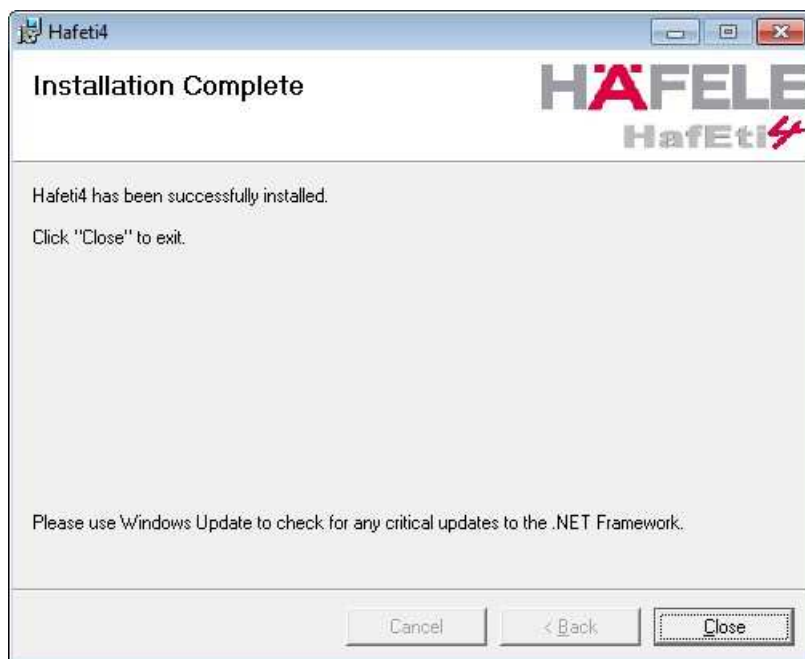 Hafeti4
Installation Complete
HÄFELE
HafEti4
Hafeti4 has been successfully installed.
Click "Close" to exit.
Please use Windows Update to check for any critical updates to the .NET Framework.
Cancel
< Back
Close